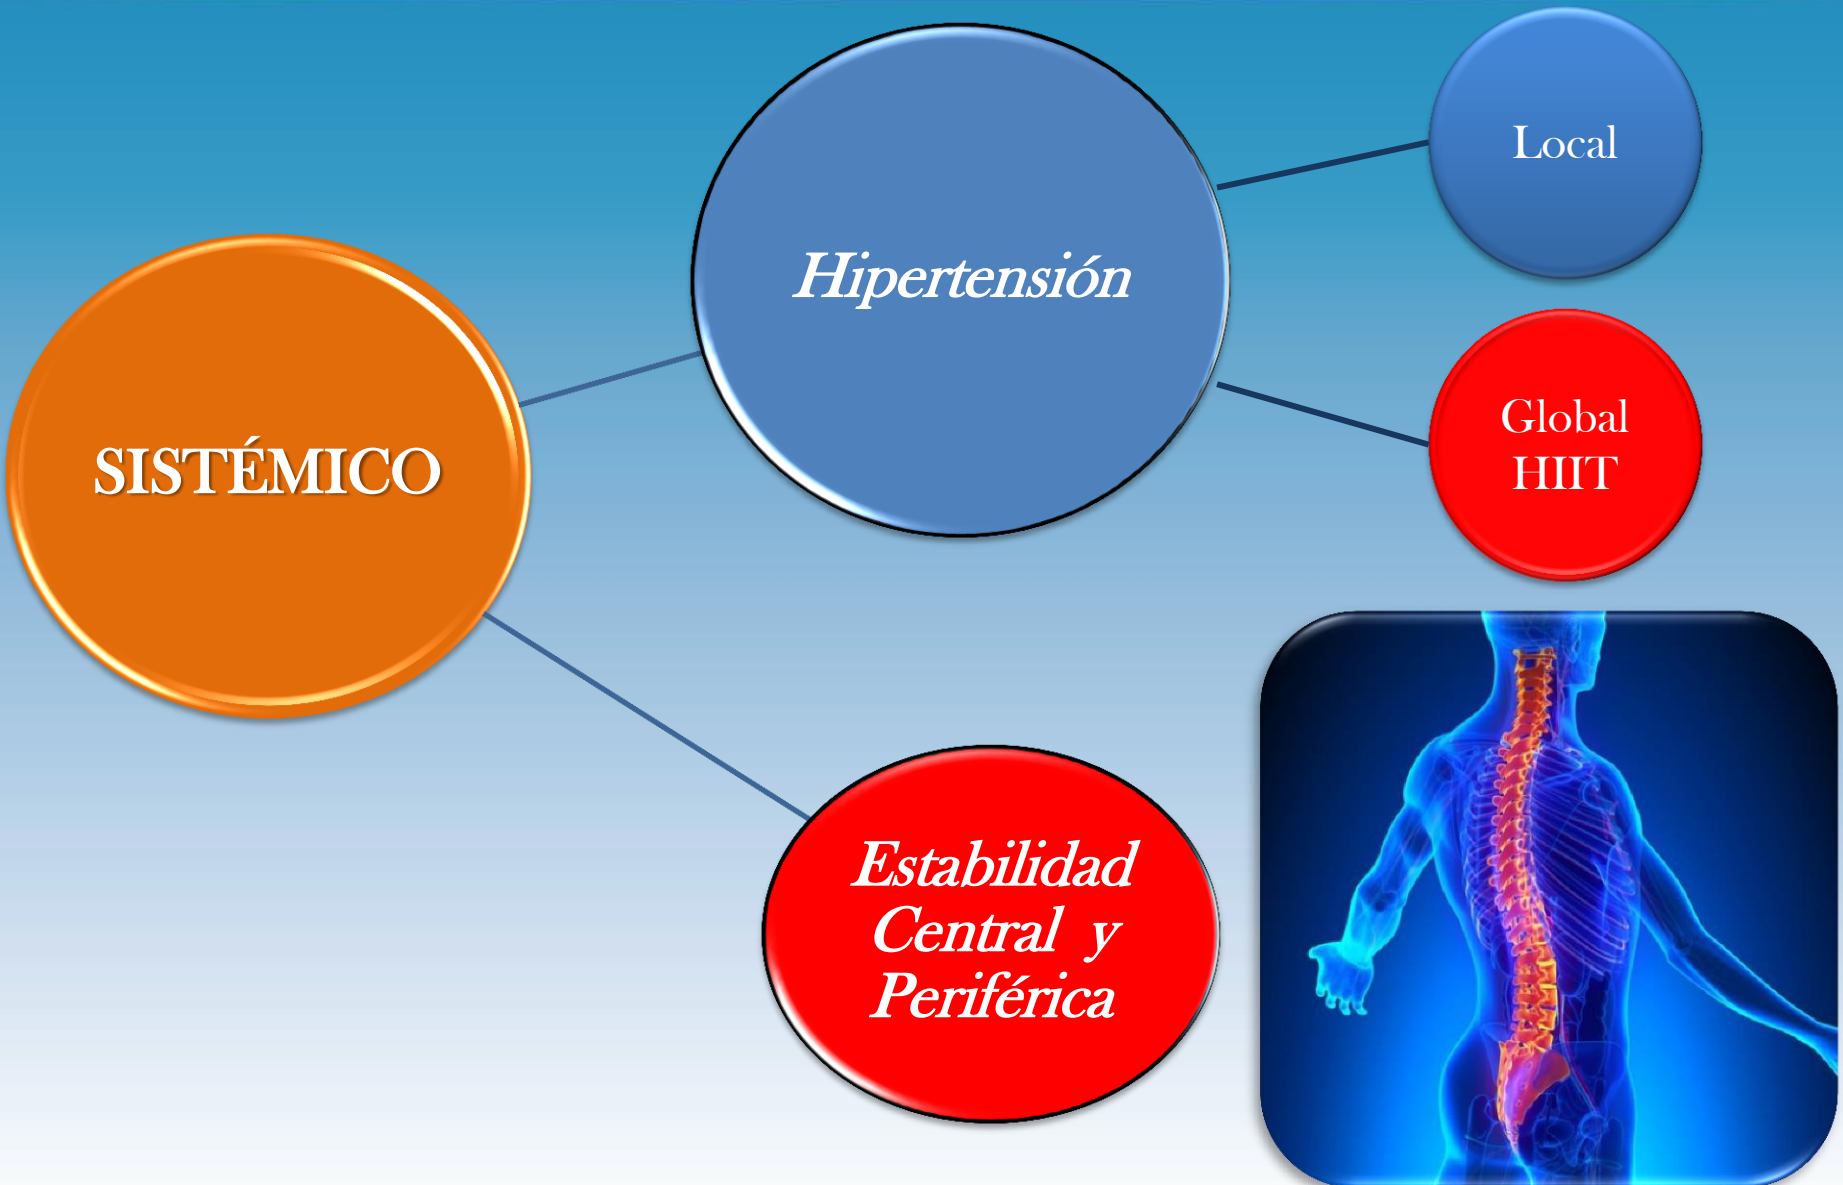 SISTÉMICO
Hipertensión
Local
Global
HIIT
Estabilidad
Central y
Periférica